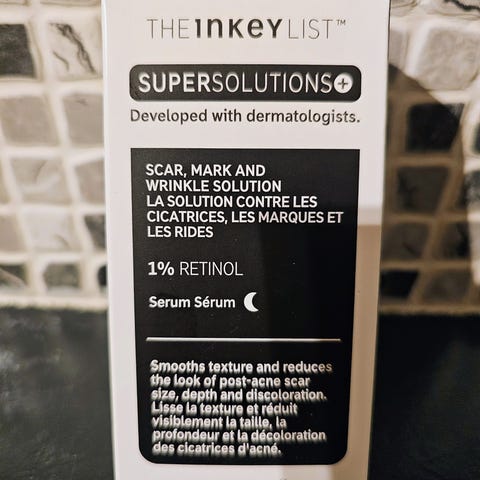 THE INKEY LIST™
SUPERSOLUTIONS+
Developed with dermatologists.
SCAR, MARK AND
WRINKLE SOLUTION
LA SOLUTION CONTRE LES
CICATRICES, LES MARQUES ET
LES RIDES
1% RETINOL
Serum Sérum
Smooths texture and reduces
the look of post-acne scar
size, depth and discoloration.
Lisse la texture et réduit
visiblement la taille, la
profondeur et la décoloration
des cicatrices d'acné.